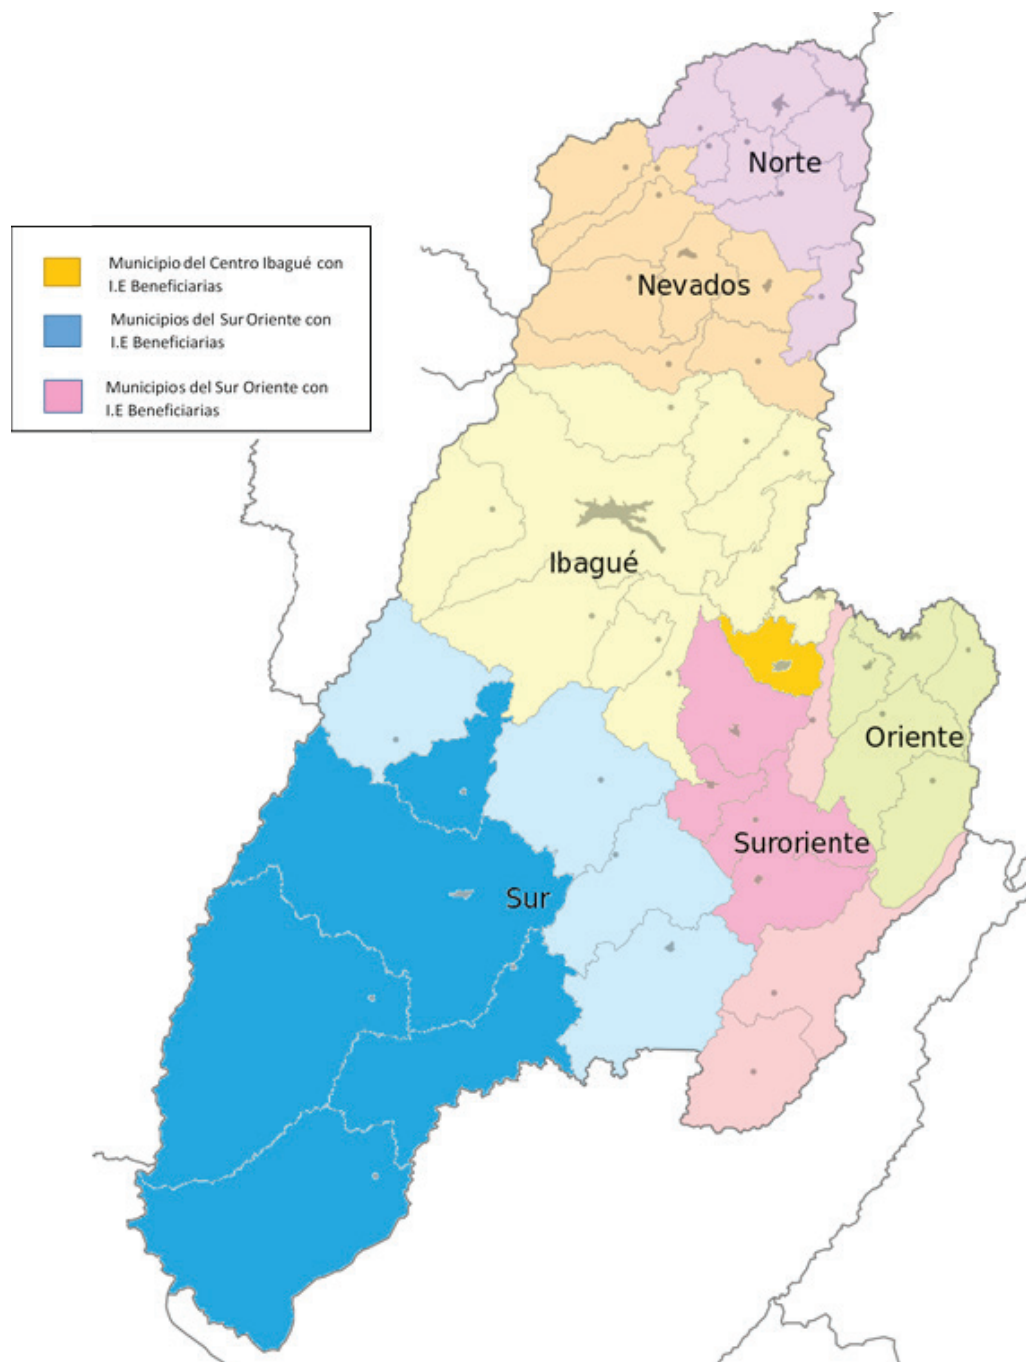 Norte
Nevados
Municipio del Centro Ibagué con
I.E Beneficiarias
Municipios del Sur Oriente con
I.E Beneficiarias
Municipios del Sur Oriente con
I.E Beneficiarias
Ibagué
Oriente
Suroriente
Sur